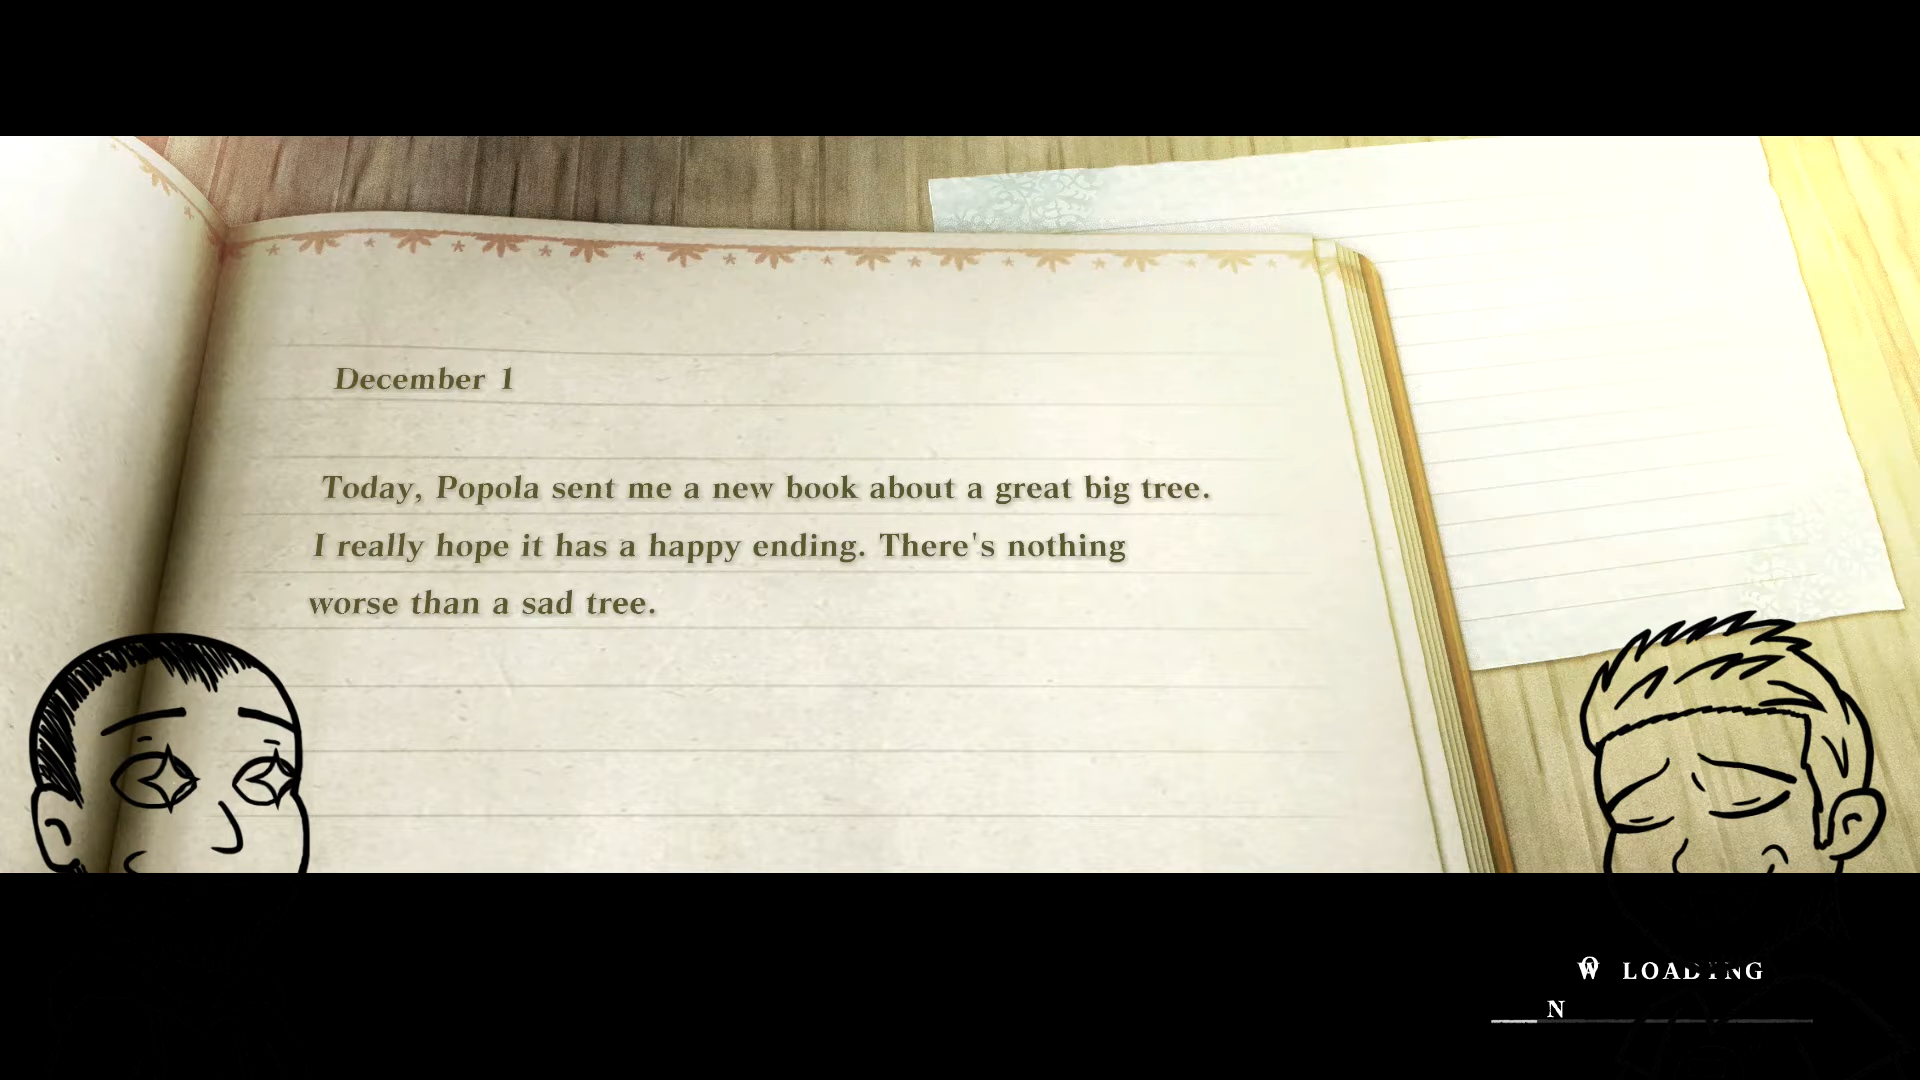 December 1
Today, Popola sent me a new book about a great big tree.
I really hope it has a happy ending. There's nothing
worse than a sad tree.
LOADING